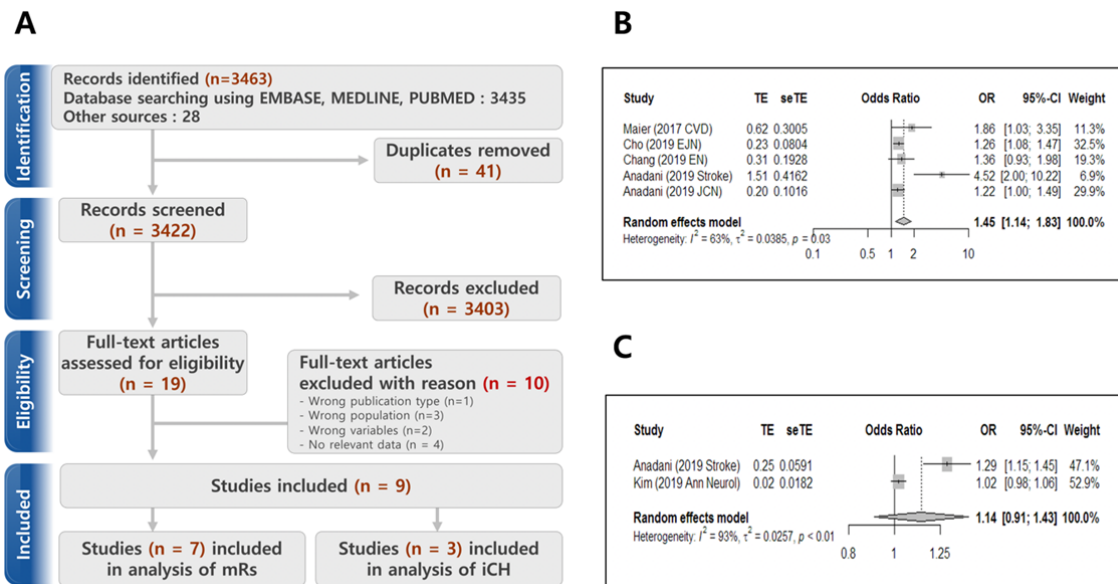 A
Identification
Records identified (n=3463)
Database searching using EMBASE, MEDLINE, PUBMED : 3435
Other sources : 28
Duplicates removed
(n = 41)
Screening
Records screened
(n = 3422)
Records excluded
(n = 3403)
Eligibility
Full-text articles
assessed for eligibility
(n = 19)
Full-text articles
excluded with reason (n = 10)
- Wrong publication type (n=1)
- Wrong population (n=3)
- Wrong variables (n=2)
- No relevant data (n = 4)
Included
Studies included (n = 9)
Studies (n = 7) included
in analysis of mRs
Studies (n = 3) included
in analysis of iCH
B
Study TE seTE Odds Ratio OR 95%-CI Weight
Maier (2017 CVD) 0.62 0.3005 1.86 [1.03; 3.35] 11.3%
Cho (2019 EJN) 0.23 0.0804 1.26 [1.08; 1.47] 32.5%
Chang (2019 EN) 0.31 0.1928 1.36 [0.93; 1.98] 19.3%
Anadani (2019 Stroke) 1.51 0.4162 4.52 [2.00; 10.22] 6.9%
Anadani (2019 JCN) 0.20 0.1016 1.22 [1.00; 1.49] 29.9%
Random effects model 1.45 [1.14; 1.83] 100.0%
Heterogeneity: I² = 63%, τ² = 0.0385, p = 0.03
0.1 0.5 1 2 10
C
Study TE seTE Odds Ratio OR 95%-CI Weight
Anadani (2019 Stroke) 0.25 0.0591 1.29 [1.15; 1.45] 47.1%
Kim (2019 Ann Neurol) 0.02 0.0182 1.02 [0.98; 1.06] 52.9%
Random effects model 1.14 [0.91; 1.43] 100.0%
Heterogeneity: I² = 93%, τ² = 0.0257, p < 0.01
0.8 1 1.25